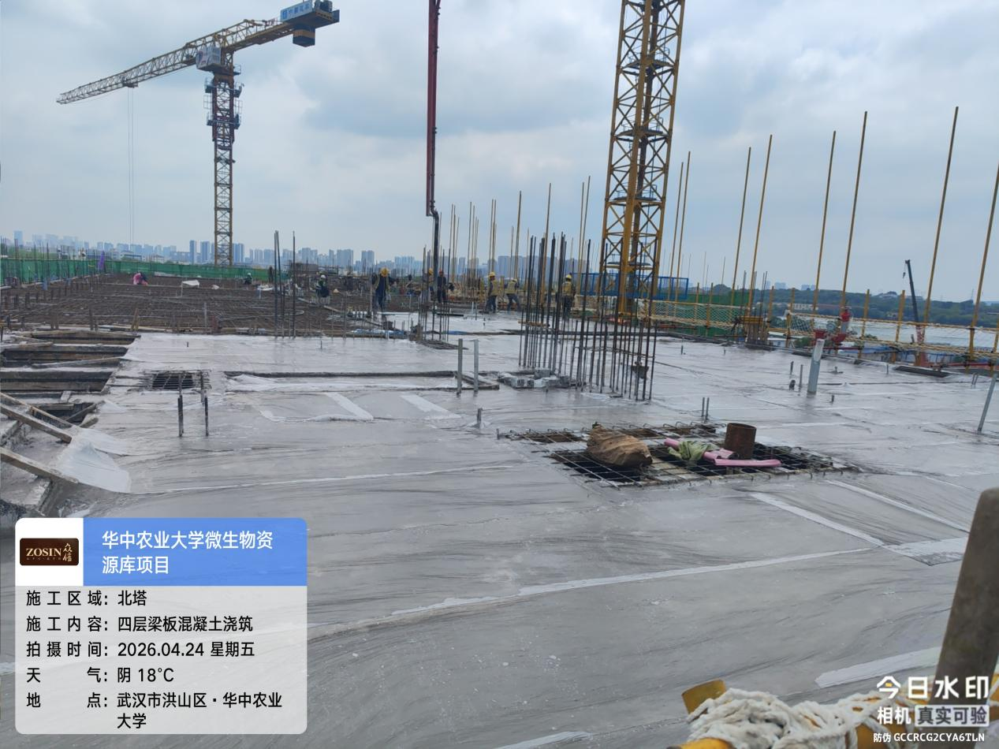 ZOSIN 众信
华中农业大学微生物资
源库项目
施工区域：北塔
施工内容：四层梁板混凝土浇筑
拍摄时间：2026.04.24 星期五
天气：阴 18°C
地点：武汉市洪山区·华中农业
大学
今日水印
相机 真实可验
防伪 GCCRCG2CYA6TLN